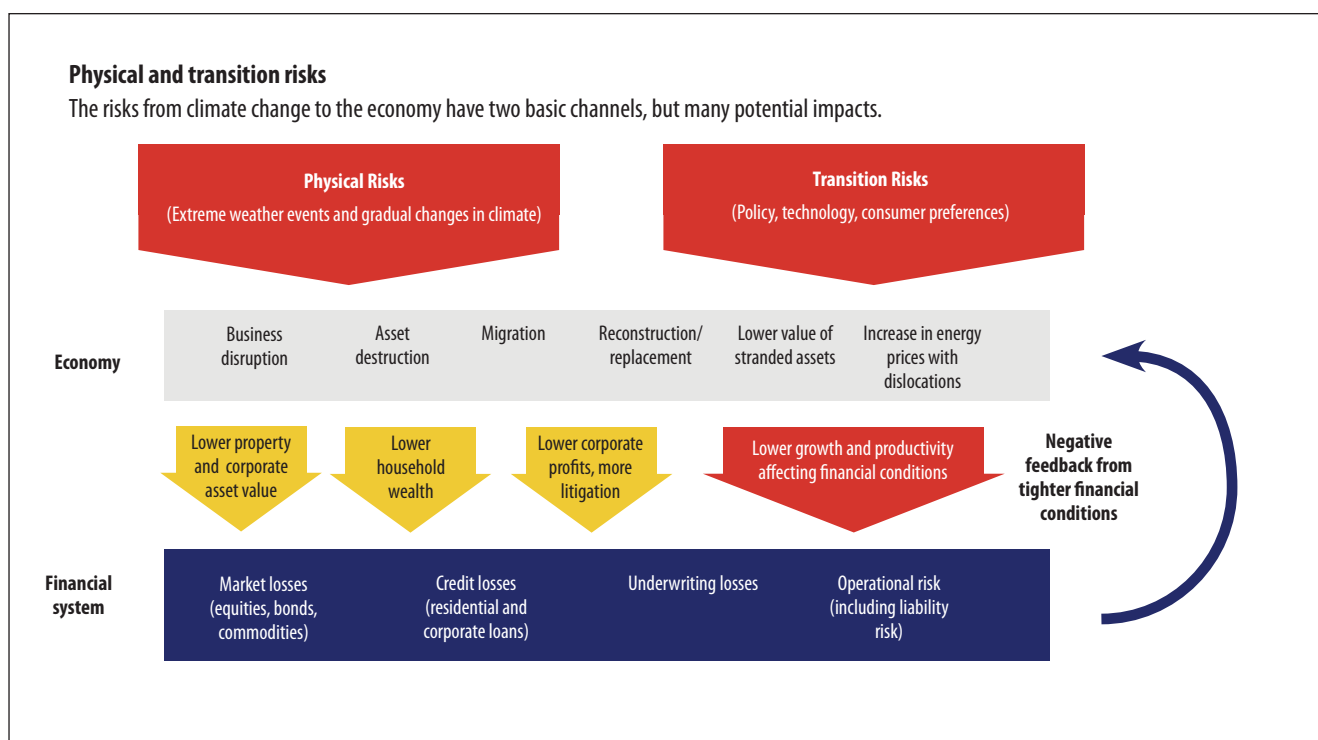 Physical and transition risks
The risks from climate change to the economy have two basic channels, but many potential impacts.
Physical Risks
(Extreme weather events and gradual changes in climate)
Transition Risks
(Policy, technology, consumer preferences)
Economy
Business
disruption
Asset
destruction
Migration
Reconstruction/
replacement
Lower value of
stranded assets
Increase in energy
prices with
dislocations
Lower property
and corporate
asset value
Lower
household
wealth
Lower corporate
profits, more
litigation
Lower growth and productivity
affecting financial conditions
Negative
feedback from
tighter financial
conditions
Financial
system
Market losses
(equities, bonds,
commodities)
Credit losses
(residential and
corporate loans)
Underwriting losses
Operational risk
(including liability
risk)